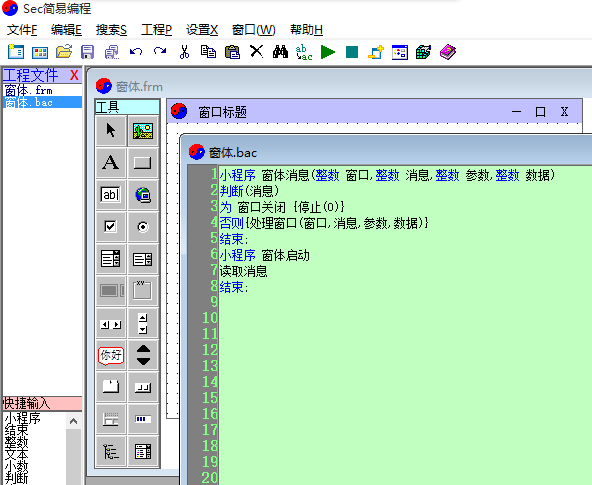 Sec简易编程
文件F 编辑E 搜索S 工程P 设置X 窗口(W) 帮助H
工程文件 X
窗体.frm
窗体.bac
窗体.frm
工具
窗口标题
A
ab
xy
你好
窗体.bac
1 小程序 窗体消息(整数 窗口,整数 消息,整数 参数,整数 数据)
2 判断(消息)
3 为 窗口关闭 {停止(0)}
4 否则{处理窗口(窗口,消息,参数,数据)}
5 结束;
6 小程序 窗体启动
7 读取消息
8 结束;
9
10
11
12
13
14
15
16
17
18
19
20
快捷输入
小程序
结束
整数
文本
小数
判断